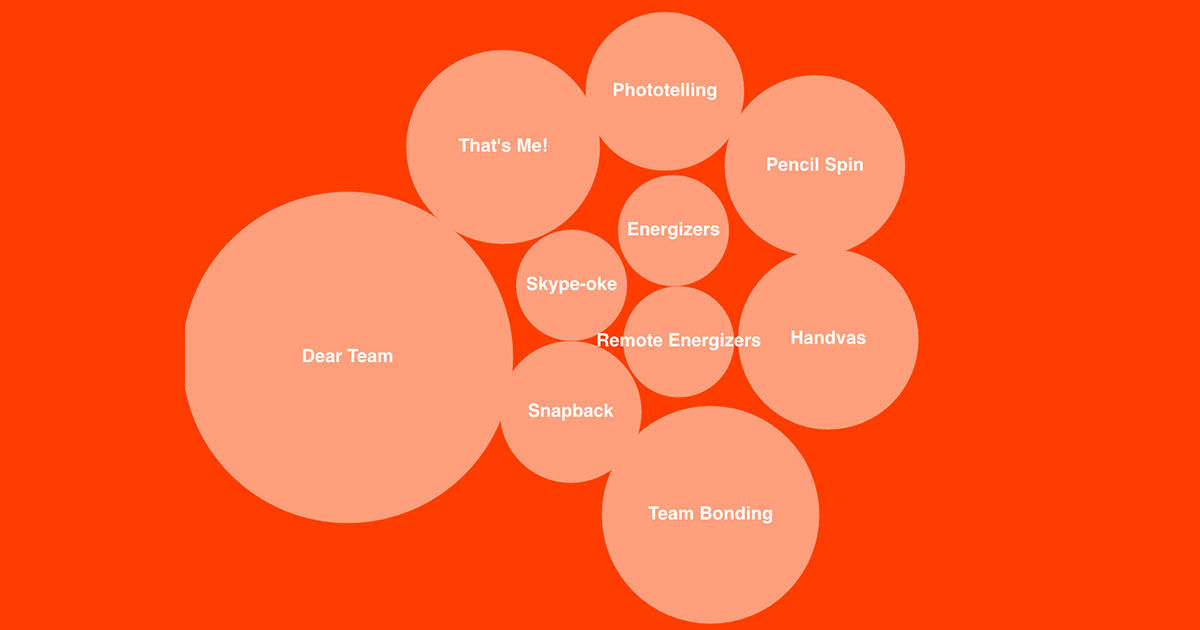 Phototelling
That's Me!
Pencil Spin
Energizers
Skype-oke
Remote Energizers
Handvas
Dear Team
Snapback
Team Bonding